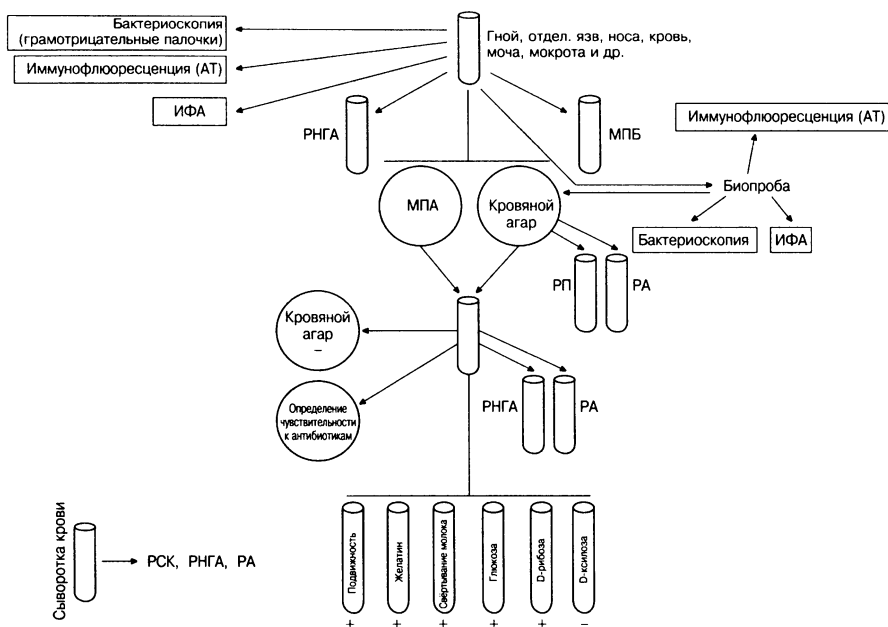 Бактериоскопия
(грамотрицательные палочки)
Гной, отдел. язв, носа, кровь,
моча, мокрота и др.
Иммунофлюоресценция (АТ)
ИФА
РНГА
МПБ
Иммунофлюоресценция (АТ)
МПА
Кровяной
агар
Биопроба
Бактериоскопия
ИФА
РП
РА
Кровяной
агар
–
Определение
чувствительности
к антибиотикам
РНГА
РА
Сыворотка крови
РСК, РНГА, РА
Подвижность
Желатин
Свёртывание молока
Глюкоза
D-рибоза
D-ксилоза
+ + + + + –